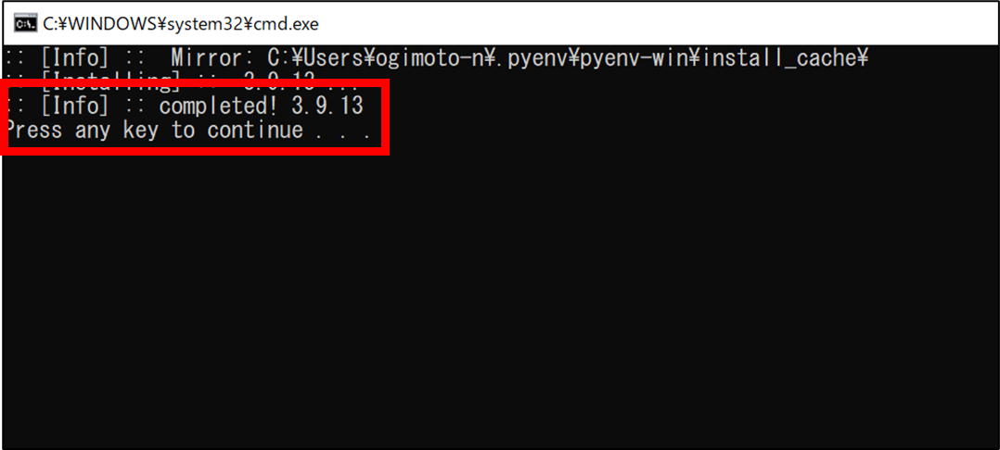 C:¥WINDOWS¥system32¥cmd.exe
:: [Info] ::  Mirror: C:¥Users¥ogimoto-n¥.pyenv¥pyenv-win¥install_cache¥
:: [Installing] ::  3.9.13 ...
:: [Info] :: completed! 3.9.13
Press any key to continue . . .